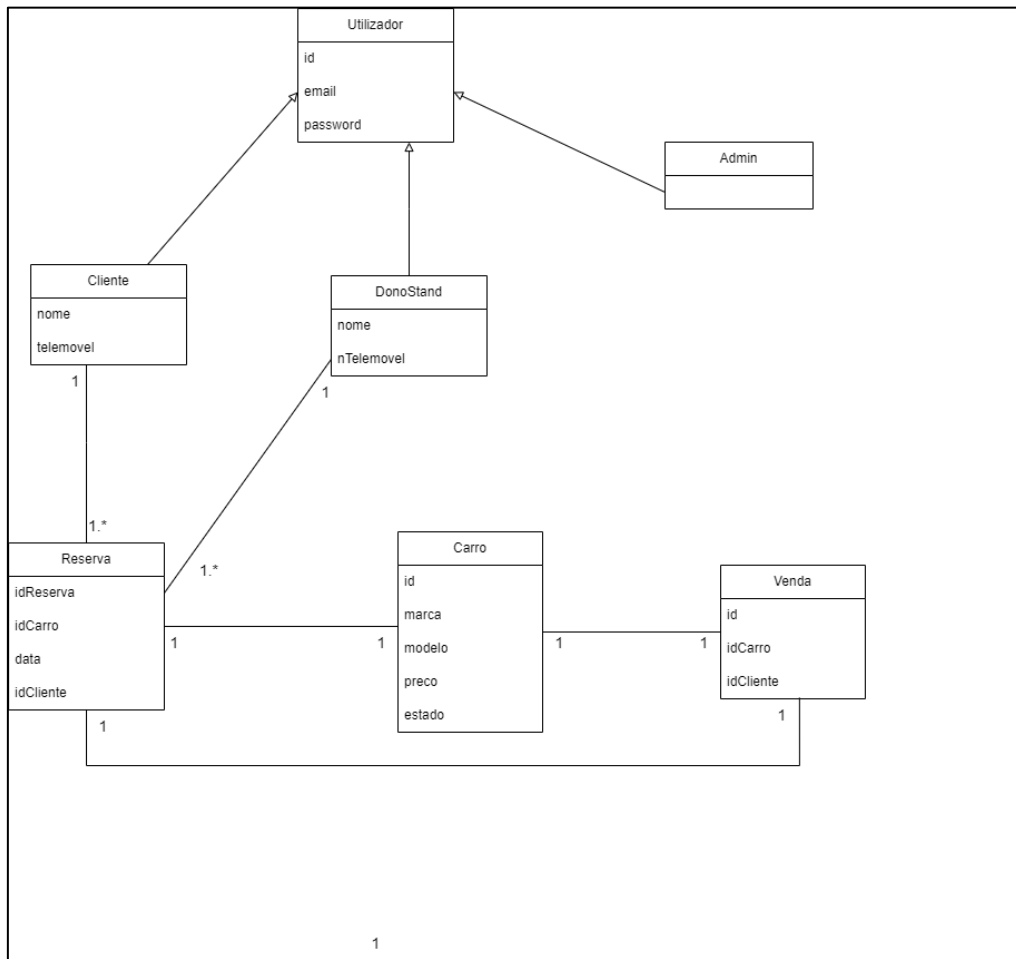 Utilizador
id
email
password
Admin
Cliente
nome
telemovel
1
DonoStand
nome
nTelemovel
1
1.*
1.*
Reserva
idReserva
idCarro
data
idCliente
1
1
Carro
id
marca
modelo
preco
estado
1
1
Venda
id
idCarro
idCliente
1
1
1